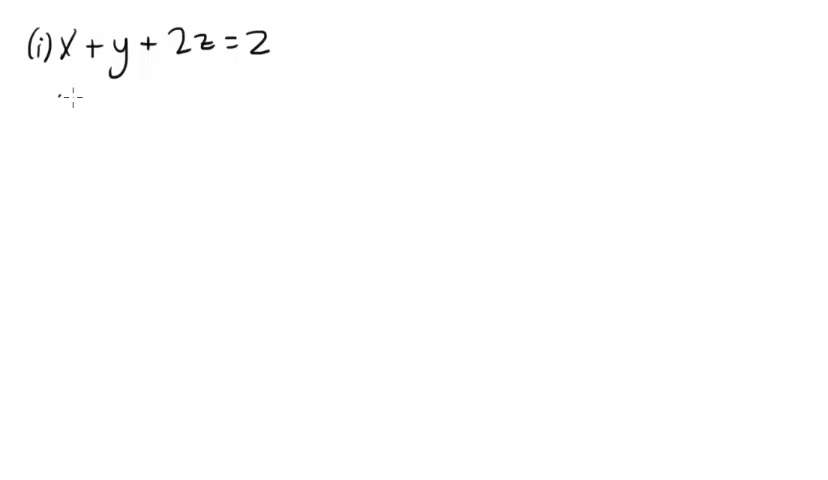 (i) x + y + 2z = 2